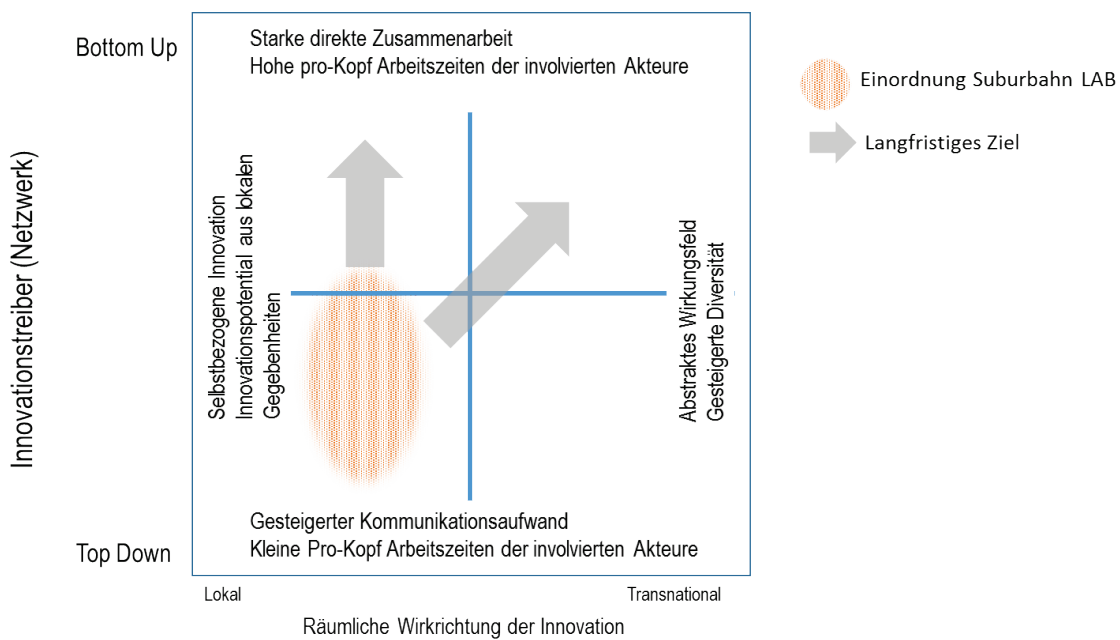 Bottom Up
Starke direkte Zusammenarbeit
Hohe pro-Kopf Arbeitszeiten der involvierten Akteure
Einordnung Suburbahn LAB
Langfristiges Ziel
Innovationstreiber (Netzwerk)
Selbstbezogene Innovation
Innovationspotential aus lokalen
Gegebenheiten
Abstraktes Wirkungsfeld
Gesteigerte Diversität
Gesteigerter Kommunikationsaufwand
Kleine Pro-Kopf Arbeitszeiten der involvierten Akteure
Top Down
Lokal
Transnational
Räumliche Wirkrichtung der Innovation